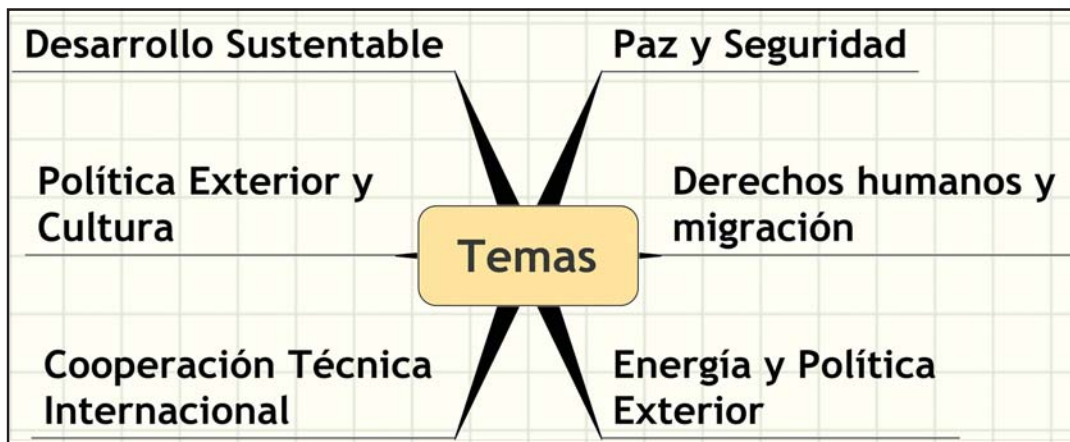 Desarrollo Sustentable
Paz y Seguridad
Política Exterior y
Cultura
Derechos humanos y
migración
Temas
Cooperación Técnica
Internacional
Energía y Política
Exterior